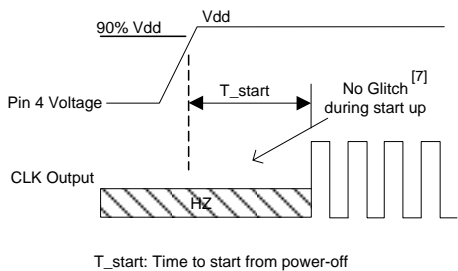 Vdd
90% Vdd
T_start
No Glitch [7]
during start up
Pin 4 Voltage
CLK Output
HZ
T_start: Time to start from power-off